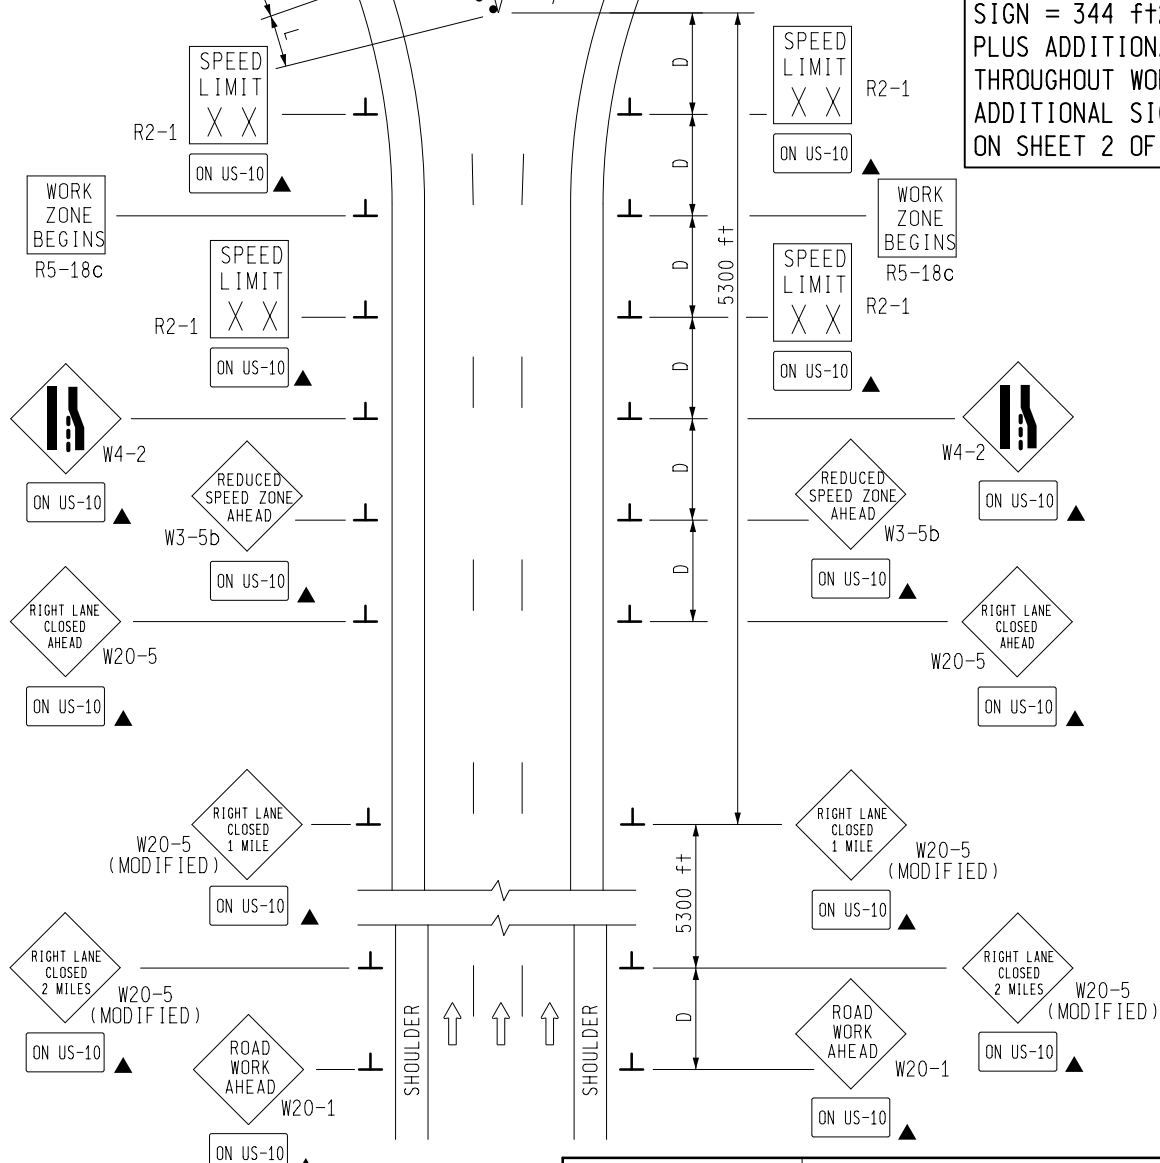 SIGN = 344 ft
PLUS ADDITION
THROUGHOUT WO
ADDITIONAL SI
ON SHEET 2 OF
L
D
SPEED
LIMIT
X X
R2-1
ON US-10
SPEED
LIMIT
X X
R2-1
ON US-10
D
WORK
ZONE
BEGINS
R5-18c
WORK
ZONE
BEGINS
R5-18c
D
5300 ft
SPEED
LIMIT
X X
R2-1
ON US-10
SPEED
LIMIT
X X
R2-1
ON US-10
D
W4-2
ON US-10
W4-2
ON US-10
D
REDUCED
SPEED ZONE
AHEAD
W3-5b
ON US-10
REDUCED
SPEED ZONE
AHEAD
W3-5b
ON US-10
D
RIGHT LANE
CLOSED
AHEAD
W20-5
ON US-10
RIGHT LANE
CLOSED
AHEAD
W20-5
ON US-10
RIGHT LANE
CLOSED
1 MILE
W20-5
(MODIFIED)
ON US-10
RIGHT LANE
CLOSED
1 MILE
W20-5
(MODIFIED)
ON US-10
5300 ft
RIGHT LANE
CLOSED
2 MILES
W20-5
(MODIFIED)
ON US-10
RIGHT LANE
CLOSED
2 MILES
W20-5
(MODIFIED)
ON US-10
SHOULDER
SHOULDER
D
ROAD
WORK
AHEAD
W20-1
ON US-10
ROAD
WORK
AHEAD
W20-1
ON US-10